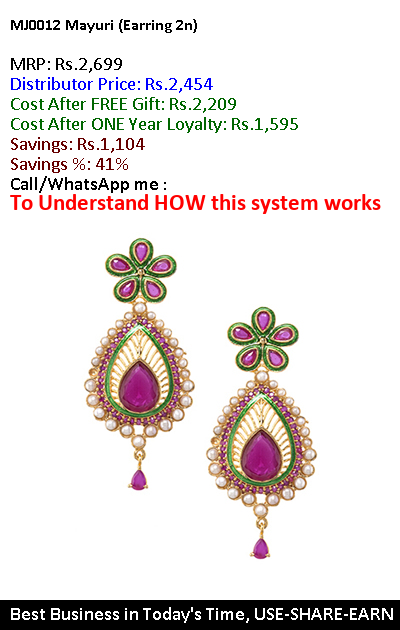 MJ0012 Mayuri (Earring 2n)
MRP: Rs.2,699
Distributor Price: Rs.2,454
Cost After FREE Gift: Rs.2,209
Cost After ONE Year Loyalty: Rs.1,595
Savings: Rs.1,104
Savings %: 41%
Call/WhatsApp me :
To Understand HOW this system works
Best Business in Today's Time, USE-SHARE-EARN